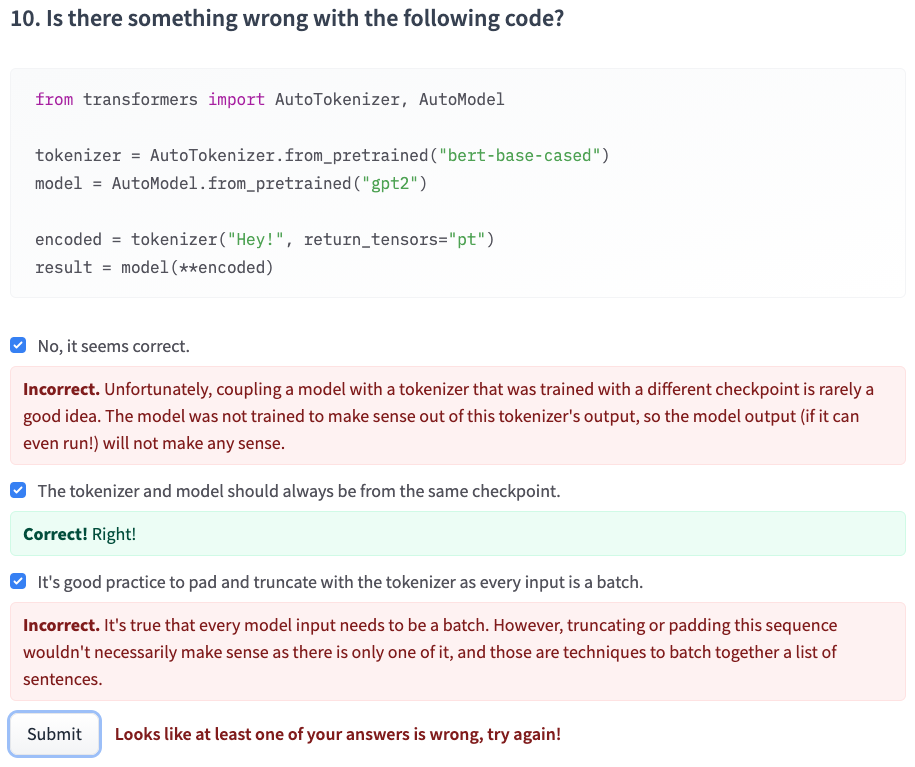 10. Is there something wrong with the following code?
from transformers import AutoTokenizer, AutoModel
tokenizer = AutoTokenizer.from_pretrained("bert-base-cased")
model = AutoModel.from_pretrained("gpt2")
encoded = tokenizer("Hey!", return_tensors="pt")
result = model(**encoded)
No, it seems correct.
Incorrect. Unfortunately, coupling a model with a tokenizer that was trained with a different checkpoint is rarely a
good idea. The model was not trained to make sense out of this tokenizer's output, so the model output (if it can
even run!) will not make any sense.
The tokenizer and model should always be from the same checkpoint.
Correct! Right!
It's good practice to pad and truncate with the tokenizer as every input is a batch.
Incorrect. It's true that every model input needs to be a batch. However, truncating or padding this sequence
wouldn't necessarily make sense as there is only one of it, and those are techniques to batch together a list of
sentences.
Submit Looks like at least one of your answers is wrong, try again!